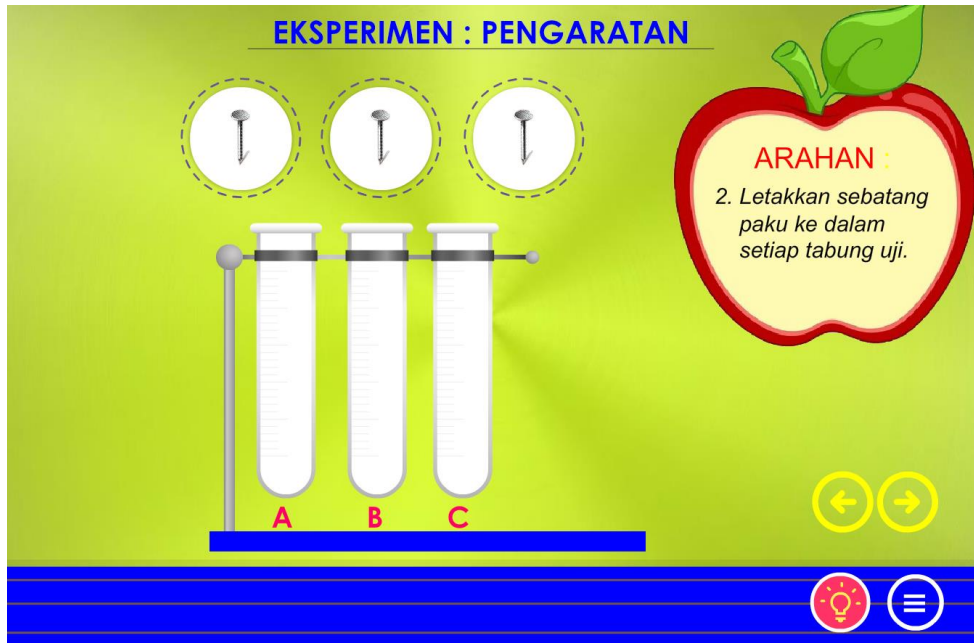 EKSPERIMEN : PENGARATAN
ARAHAN :
2. Letakkan sebatang
paku ke dalam
setiap tabung uji.
A B C